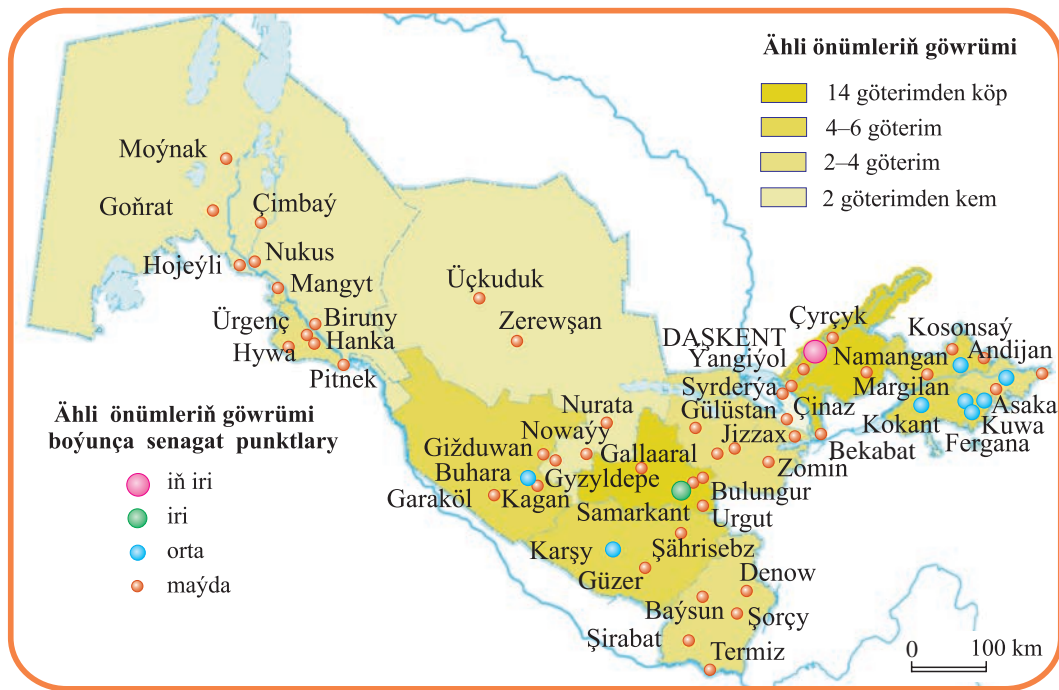 Ähli önümleriň göwrümi
14 göterimden köp
4–6 göterim
2–4 göterim
2 göterimden kem
Moýnak
Goňrat
Çimbaý
Hojeýli
Nukus
Mangyt
Üçkuduk
Ürgenç
Biruny
Zerewşan
Hywa
Hanka
Pitnek
Çyrçyk
DAŞKENT
Kosonsaý
Ýangiýol
Namangan
Andijan
Syrderýa
Margilan
Asaka
Nurata
Gülüstan
Çinaz
Kokant
Kuwa
Nowaýy
Jizzax
Bekabat
Fergana
Gižduwan
Gallaaral
Zomin
Buhara
Gyzyldepe
Garaköl
Kagan
Bulungur
Samarkant
Urgut
Karşy
Şährisebz
Güzer
Denow
Baýsun
Şorçy
Şirabat
Termiz
Ähli önümleriň göwrümi
boýunça senagat punktlary
iň iri
iri
orta
maýda
0 100 km